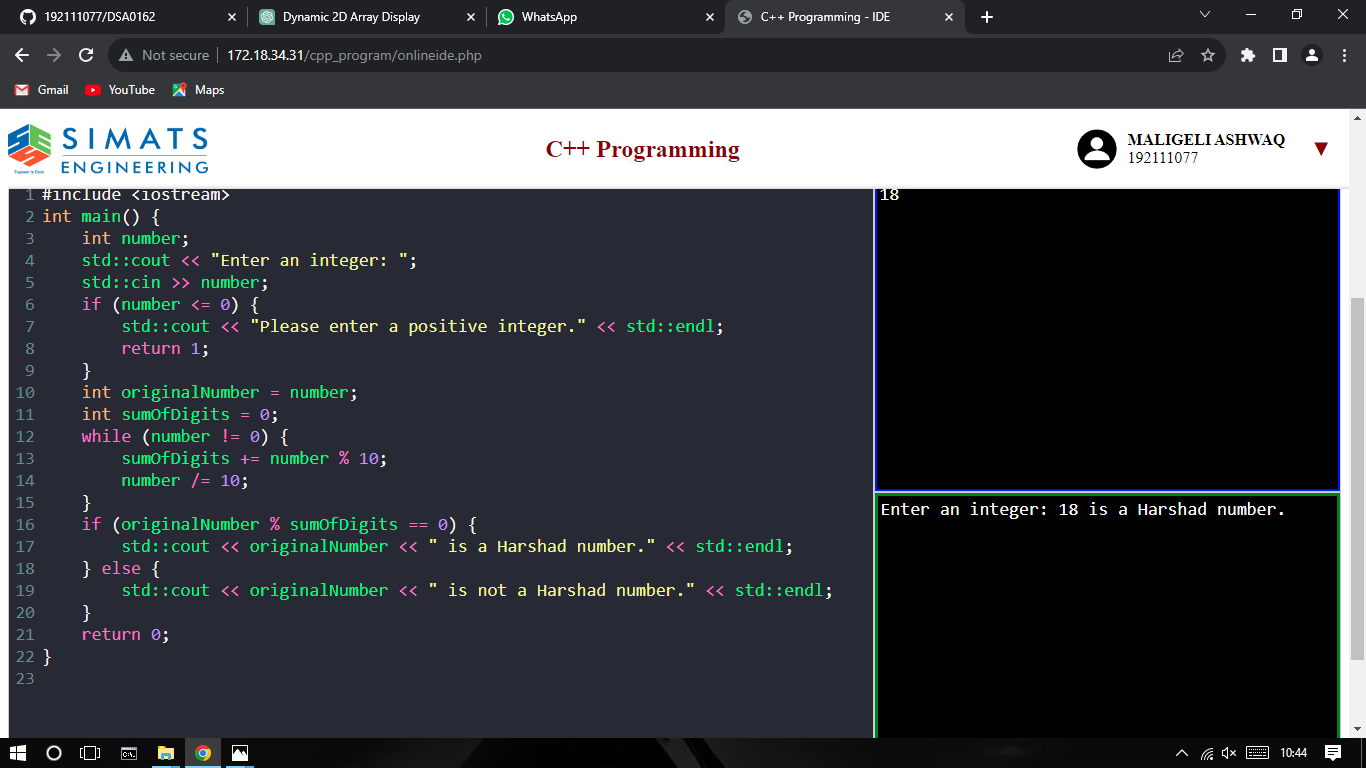 192111077/DSA0162
Dynamic 2D Array Display
WhatsApp
C++ Programming - IDE
Not secure
172.18.34.31/cpp_program/onlineide.php
Gmail
YouTube
Maps
SIMATS
ENGINEERING
Engineer to Excel
C++ Programming
MALIGELI ASHWAQ
192111077
1 #include <iostream>
2 int main() {
3     int number;
4     std::cout << "Enter an integer: ";
5     std::cin >> number;
6     if (number <= 0) {
7         std::cout << "Please enter a positive integer." << std::endl;
8         return 1;
9     }
10     int originalNumber = number;
11     int sumOfDigits = 0;
12     while (number != 0) {
13         sumOfDigits += number % 10;
14         number /= 10;
15     }
16     if (originalNumber % sumOfDigits == 0) {
17         std::cout << originalNumber << " is a Harshad number." << std::endl;
18     } else {
19         std::cout << originalNumber << " is not a Harshad number." << std::endl;
20     }
21     return 0;
22 }
23
18
Enter an integer: 18 is a Harshad number.
10:44